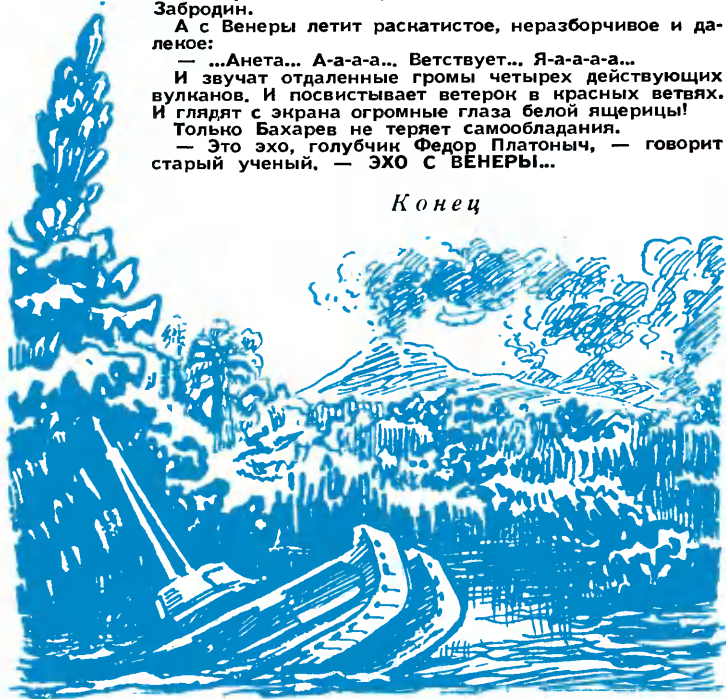 Забродин.
А с Венеры летит раскатистое, неразборчивое и да-
лекое:
— ...Анета... А-а-а-а... Ветствует... Я-а-а-а-а...
И звучат отдаленные громы четырех действующих
вулканов. И посвистывает ветерок в красных ветвях.
И глядят с экрана огромные глаза белой ящерицы!
Только Бахарев не теряет самообладания.
— Это эхо, голубчик Федор Платоныч, — говорит
старый ученый, — ЭХО С ВЕНЕРЫ...
Конец